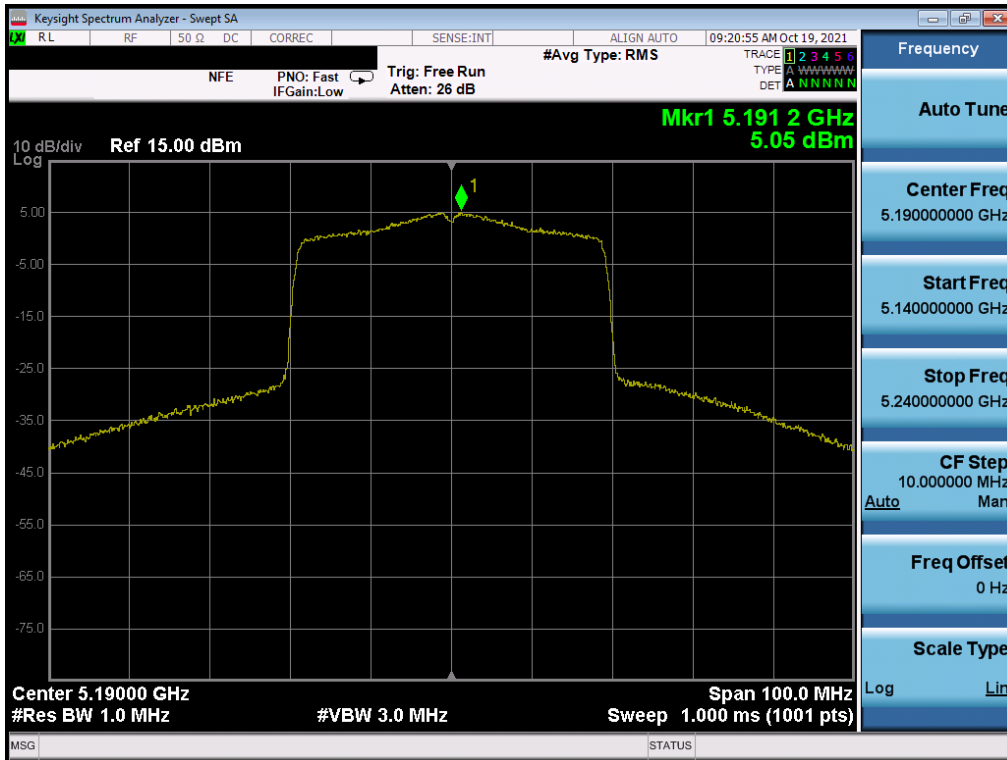 Keysight Spectrum Analyzer - Swept SA
LXI RL RF 50 Ω DC CORREC SENSE:INT ALIGN AUTO 09:20:55 AM Oct 19, 2021
#Avg Type: RMS
TRACE 1 2 3 4 5 6
TYPE A WWWWW
DET A N N N N N
NFE
PNO: Fast
IFGain:Low
Trig: Free Run
Atten: 26 dB
Mkr1 5.191 2 GHz
5.05 dBm
10 dB/div Ref 15.00 dBm
Log
1
5.00
-5.00
-15.0
-25.0
-35.0
-45.0
-55.0
-65.0
-75.0
Center 5.19000 GHz
Span 100.0 MHz
#Res BW 1.0 MHz
#VBW 3.0 MHz
Sweep 1.000 ms (1001 pts)
MSG
STATUS
Frequency
Auto Tune
Center Freq
5.190000000 GHz
Start Freq
5.140000000 GHz
Stop Freq
5.240000000 GHz
CF Step
10.000000 MHz
Auto Man
Freq Offset
0 Hz
Scale Type
Log Lin